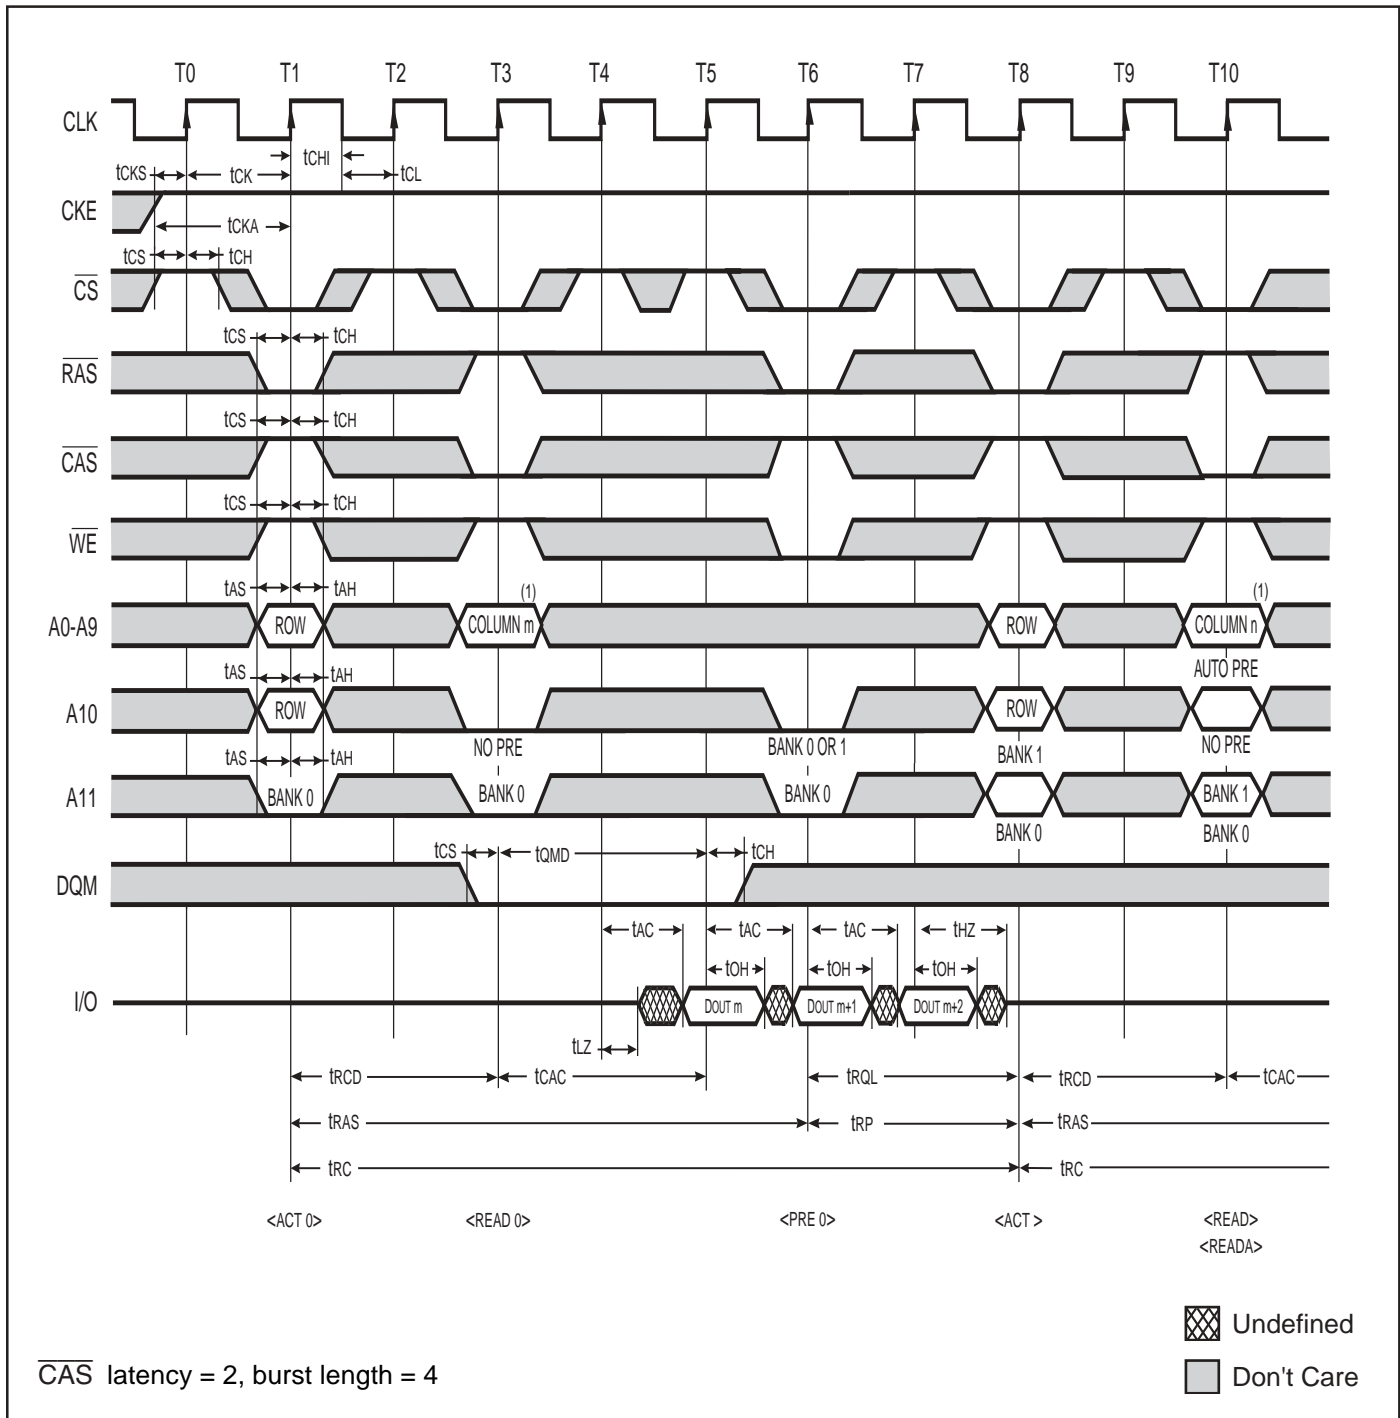 T0 T1 T2 T3 T4 T5 T6 T7 T8 T9 T10
CLK
tCHI
tCKS tCK tCL
CKE
tCKA
tCS tCH
CS
tCS tCH
RAS
tCS tCH
CAS
tCS tCH
WE
tAS tAH (1) (1)
A0-A9 ROW COLUMN m ROW COLUMN n
tAS tAH AUTO PRE
A10 ROW ROW
NO PRE BANK 0 OR 1 BANK 1 NO PRE
tAS tAH
A11 BANK 0 BANK 0 BANK 0 BANK 1
BANK 0 BANK 0
tCS tQMD tCH
DQM
tAC tAC tAC tHZ
tOH tOH tOH
I/O DOUT m DOUT m+1 DOUT m+2
tLZ
tRCD tCAC tRQL tRCD tCAC
tRAS tRP tRAS
tRC tRC
<ACT 0> <READ 0> <PRE 0> <ACT > <READ>
<READA>
Undefined
CAS latency = 2, burst length = 4 Don't Care